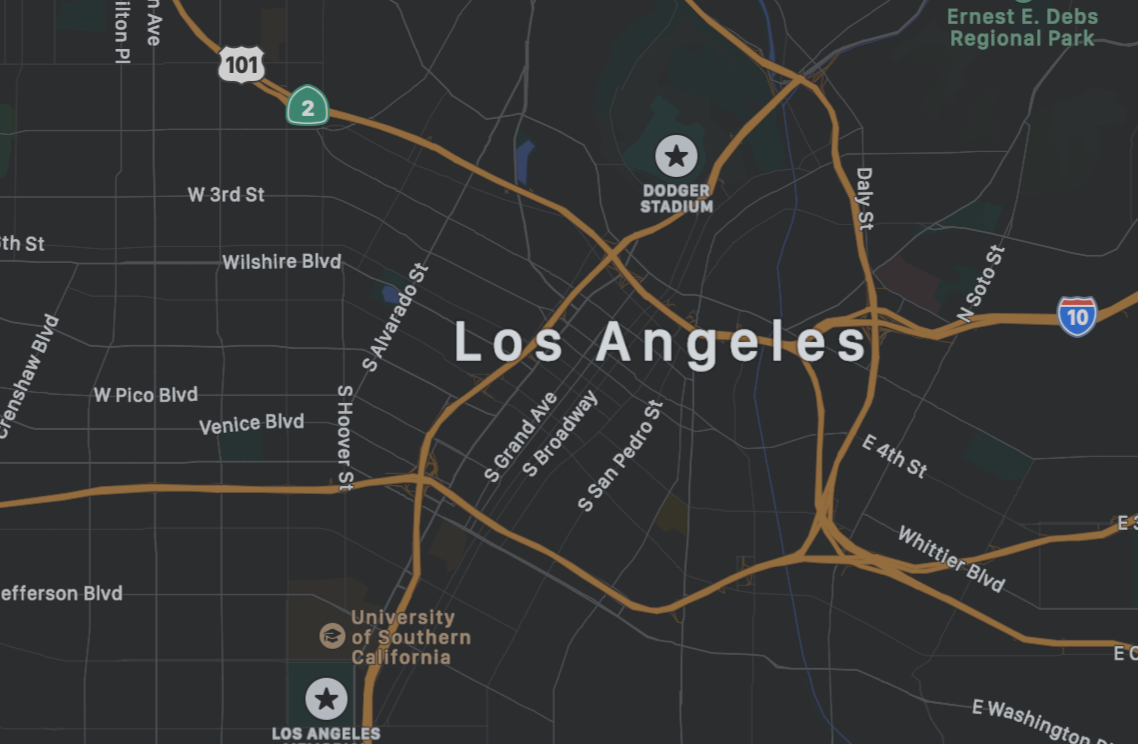 ilton Pl
n Ave
Ernest E. Debs
Regional Park
101
2
W 3rd St
DODGER
STADIUM
Daly St
th St
Wilshire Blvd
S Alvarado St
N Soto St
10
Crenshaw Blvd
Los Angeles
W Pico Blvd
S Hoover St
Venice Blvd
S Grand Ave
S Broadway
S San Pedro St
E 4th St
E 3
Whittier Blvd
efferson Blvd
University
of Southern
California
E C
E Washington
LOS ANGELES